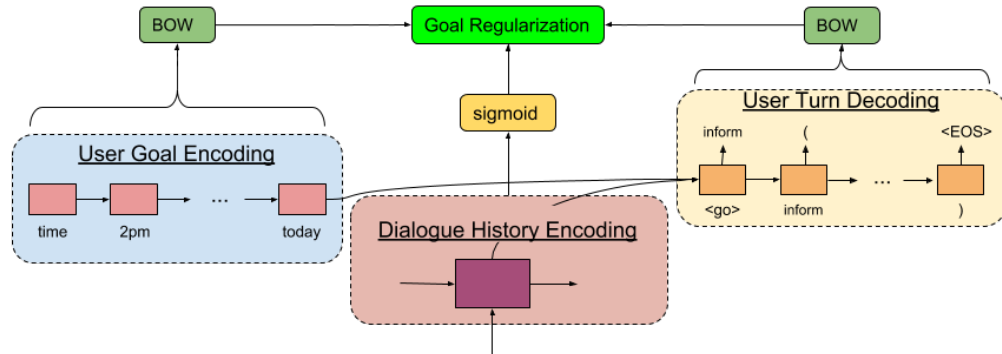 BOW
Goal Regularization
BOW
sigmoid
User Goal Encoding
...
time
2pm
today
Dialogue History Encoding
User Turn Decoding
inform
(
<EOS>
...
<go>
inform
)